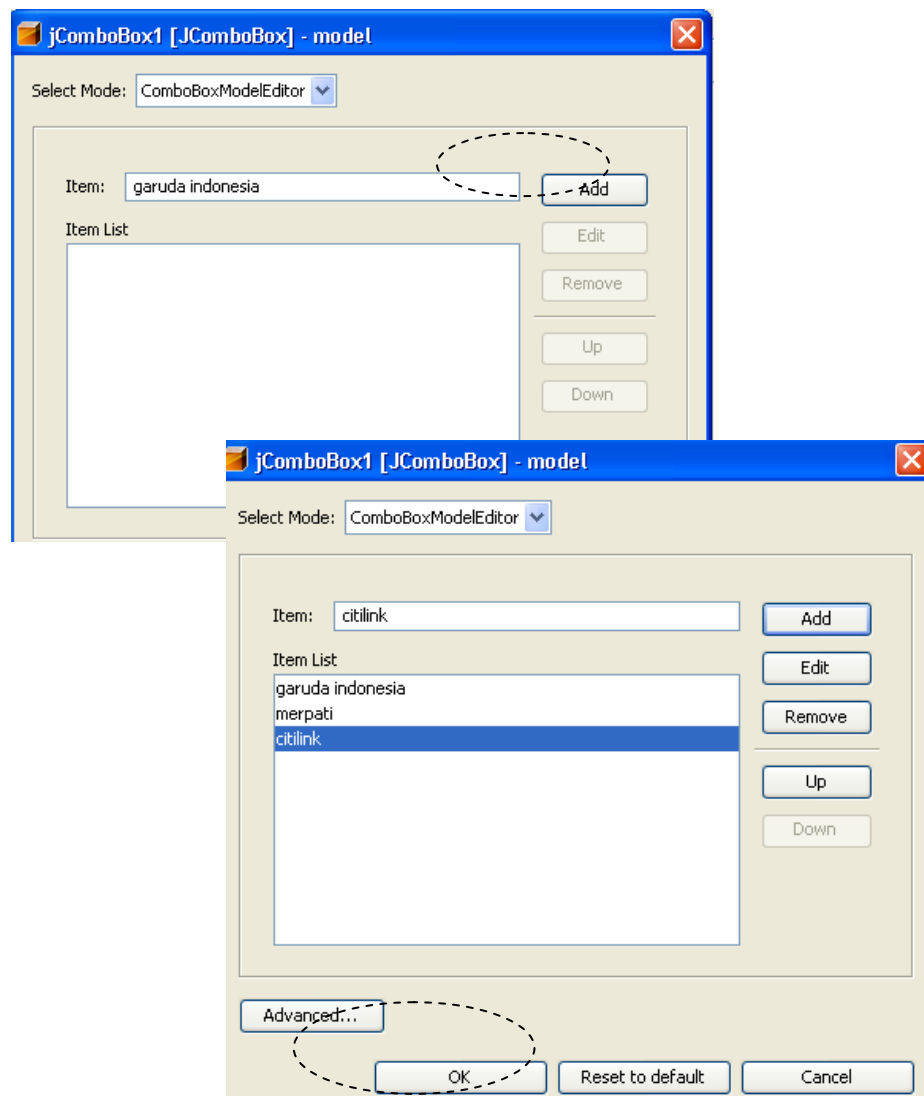 jComboBox1 [JComboBox] - model
Select Mode: ComboBoxModelEditor
Item: garuda indonesia
Add
Item List
Edit
Remove
Up
Down
jComboBox1 [JComboBox] - model
Select Mode: ComboBoxModelEditor
Item: citilink
Add
Item List
Edit
garuda indonesia
merpati
Remove
citilink
Up
Down
Advanced...
OK Reset to default Cancel